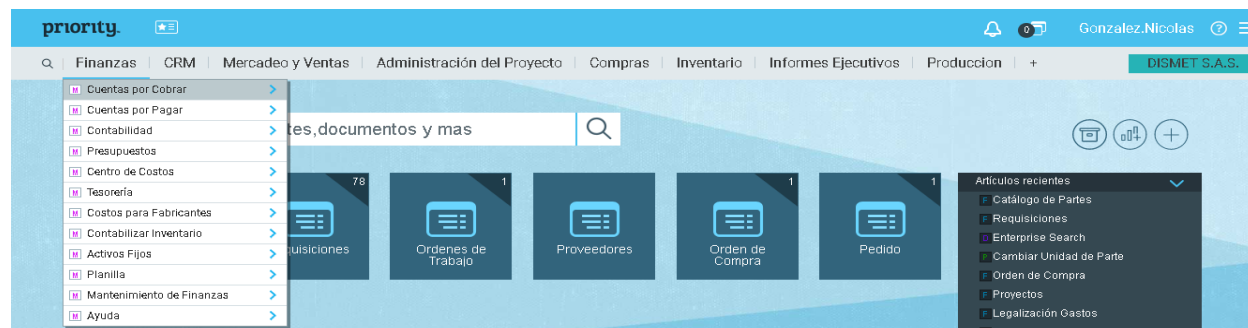 priority.
0
Gonzalez.Nicolas
Finanzas CRM Mercadeo y Ventas Administración del Proyecto Compras Inventario Informes Ejecutivos Produccion + DISMET S.A.S.
M Cuentas por Cobrar
M Cuentas por Pagar
M Contabilidad
M Presupuestos
M Centro de Costos
M Tesorería
M Costos para Fabricantes
M Contabilizar Inventario
M Activos Fijos
M Planilla
M Mantenimiento de Finanzas
M Ayuda
tes,documentos y mas
78
uisiciones
1
Ordenes de
Trabajo
Proveedores
1
Orden de
Compra
1
Pedido
Artículos recientes
F Catálogo de Partes
F Requisiciones
Enterprise Search
P Cambiar Unidad de Parte
F Orden de Compra
F Proyectos
F Legalización Gastos